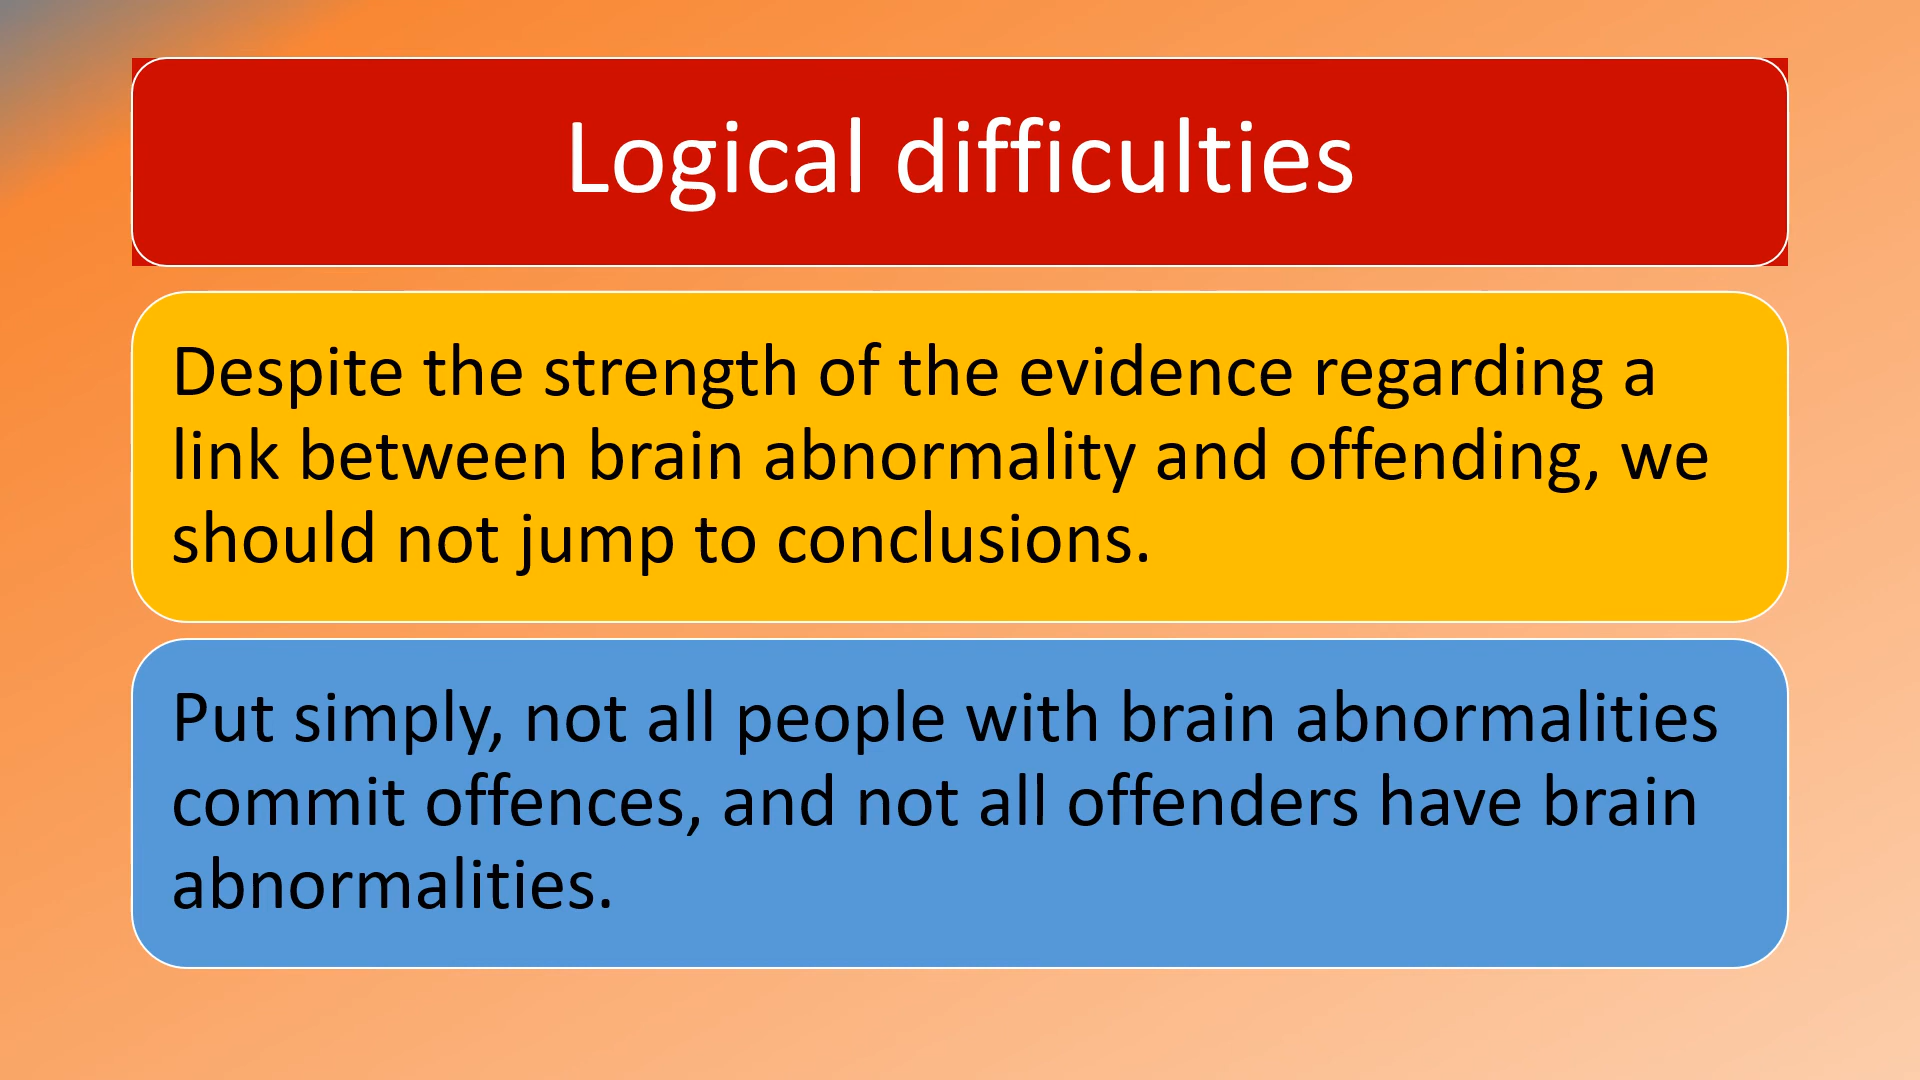 Logical difficulties
Despite the strength of the evidence regarding a
link between brain abnormality and offending, we
should not jump to conclusions.
Put simply, not all people with brain abnormalities
commit offences, and not all offenders have brain
abnormalities.